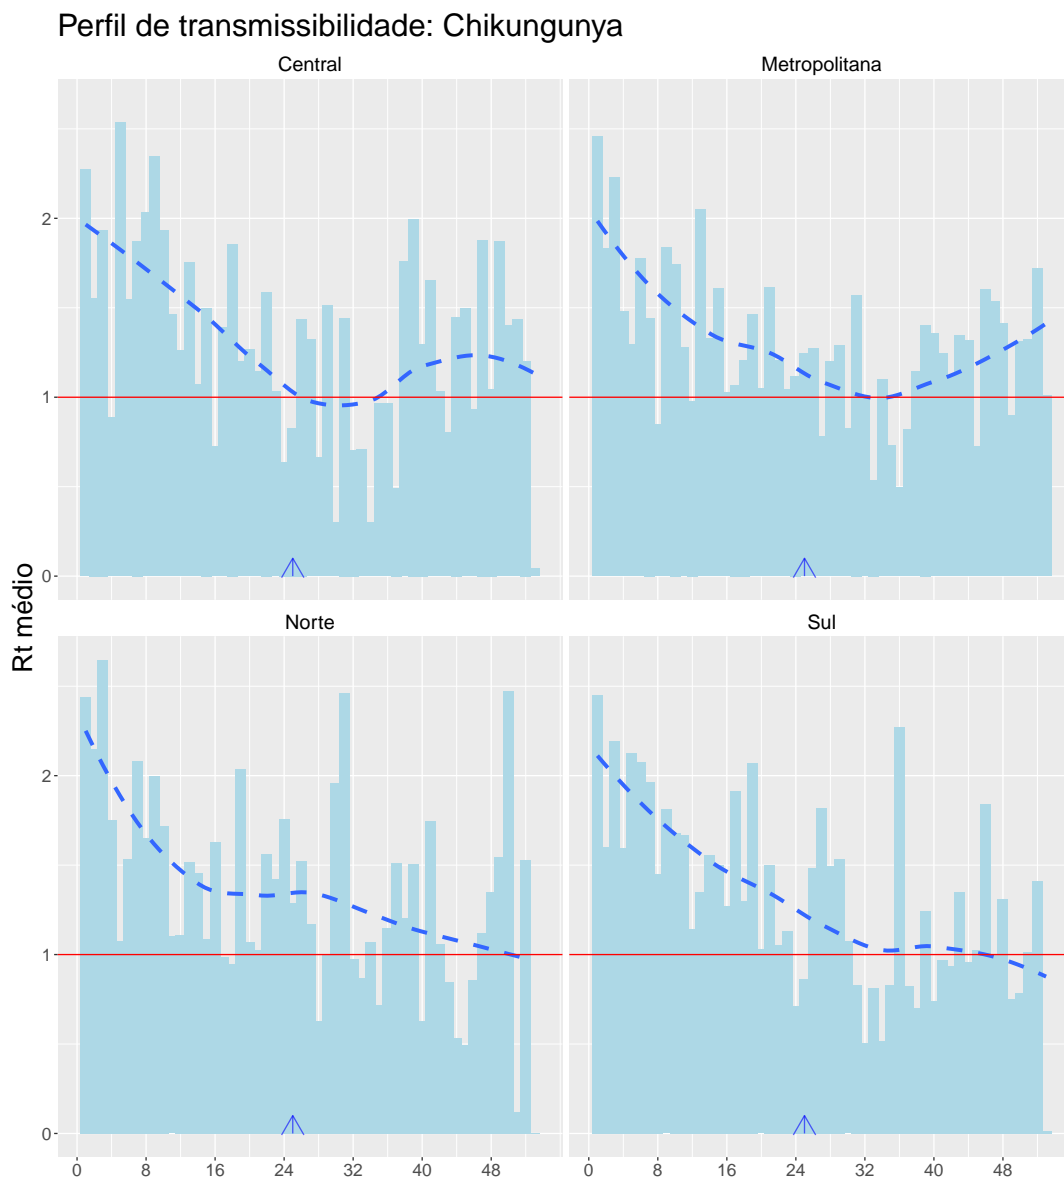 Perfil de transmissibilidade: Chikungunya
Central
Metropolitana
2
1
0
Rt médio
Norte
Sul
2
1
0
0 8 16 24 32 40 48
0 8 16 24 32 40 48